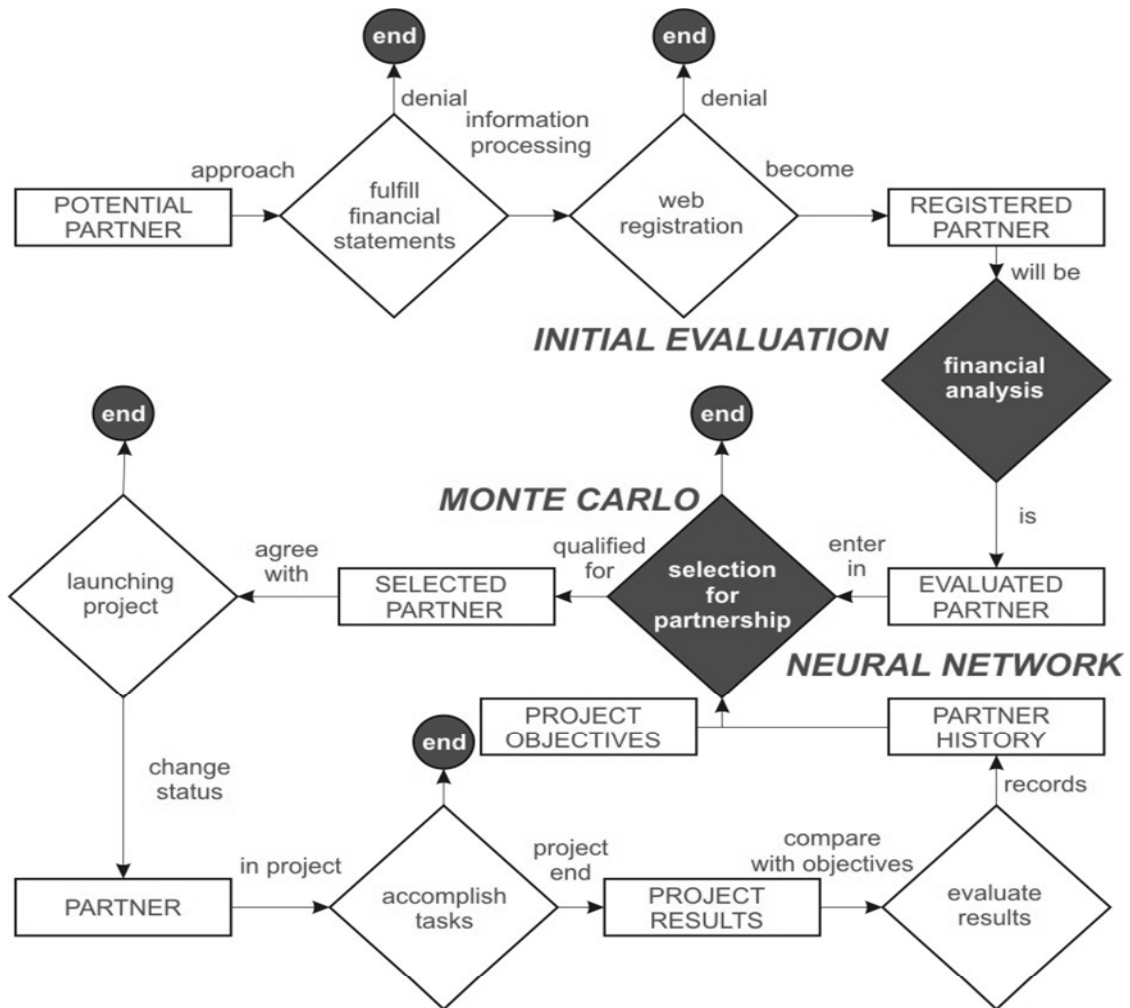 end
end
denial
denial
information
processing
approach
become
POTENTIAL
PARTNER
fulfill
financial
statements
web
registration
REGISTERED
PARTNER
will be
INITIAL EVALUATION
financial
analysis
end
end
MONTE CARLO
is
agree
with
qualified
for
enter
in
launching
project
SELECTED
PARTNER
selection
for
partnership
EVALUATED
PARTNER
NEURAL NETWORK
PROJECT
OBJECTIVES
PARTNER
HISTORY
end
change
status
records
in project
project
end
compare
with objectives
PARTNER
accomplish
tasks
PROJECT
RESULTS
evaluate
results